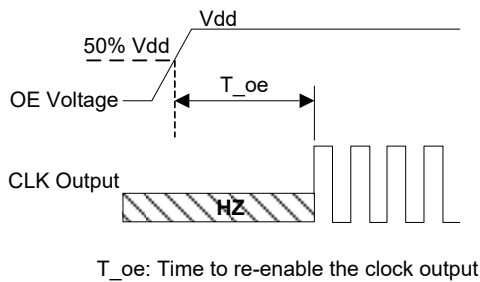 Vdd
50% Vdd
T_oe
OE Voltage
CLK Output
HZ
T_oe: Time to re-enable the clock output